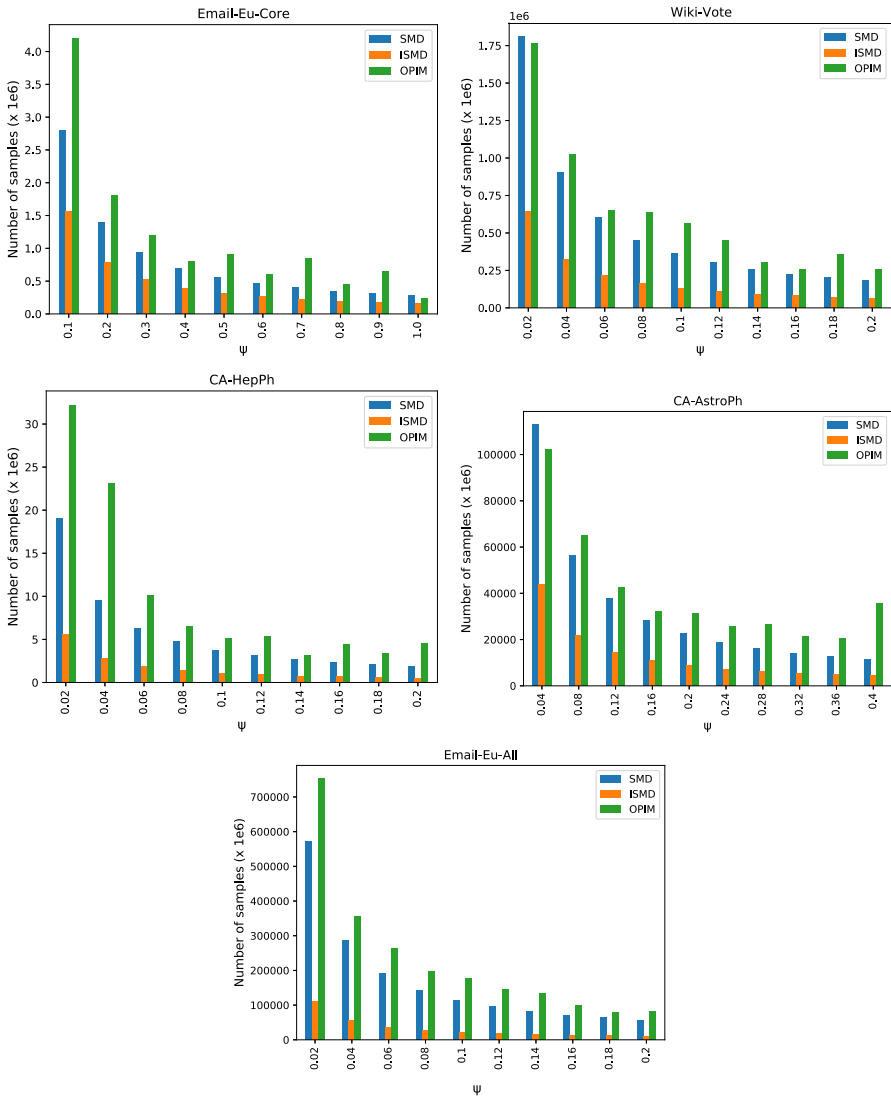 Email-Eu-Core
Number of samples (x 1e6)
4.0
3.5
3.0
2.5
2.0
1.5
1.0
0.5
0.0
SMD
ISMD
OPIM
0.1
0.2
0.3
0.4
0.5
0.6
0.7
0.8
0.9
1.0
ψ
Wiki-Vote
1e6
Number of samples (x 1e6)
1.75
1.50
1.25
1.00
0.75
0.50
0.25
0.00
SMD
ISMD
OPIM
0.02
0.04
0.06
0.08
0.1
0.12
0.14
0.16
0.18
0.2
ψ
CA-HepPh
Number of samples (x 1e6)
30
25
20
15
10
5
0
SMD
ISMD
OPIM
0.02
0.04
0.06
0.08
0.1
0.12
0.14
0.16
0.18
0.2
ψ
CA-AstroPh
Number of samples (x 1e6)
100000
80000
60000
40000
20000
0
SMD
ISMD
OPIM
0.04
0.08
0.12
0.16
0.2
0.24
0.28
0.32
0.36
0.4
ψ
Email-Eu-All
Number of samples (x 1e6)
700000
600000
500000
400000
300000
200000
100000
0
SMD
ISMD
OPIM
0.02
0.04
0.06
0.08
0.1
0.12
0.14
0.16
0.18
0.2
ψ